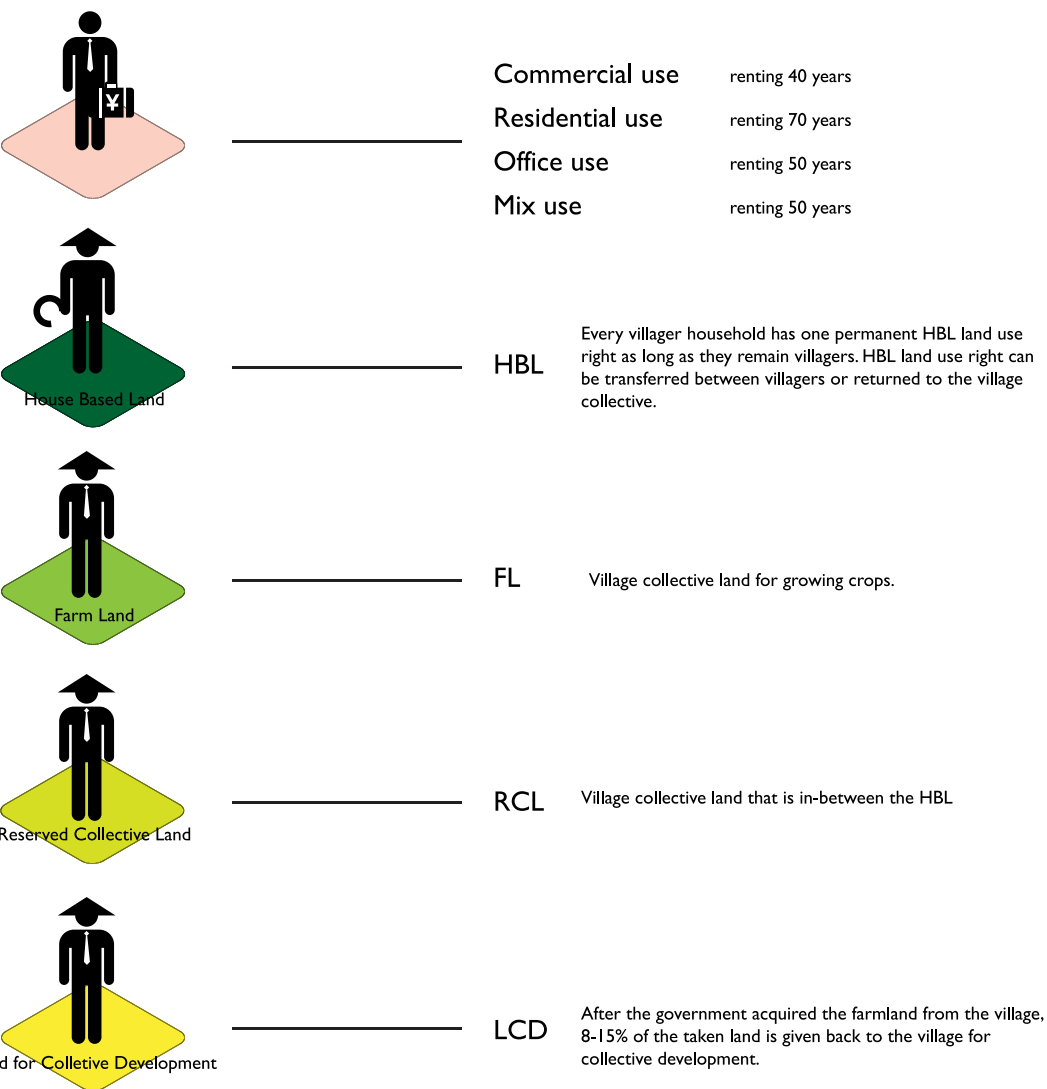 ¥
Commercial use renting 40 years
Residential use renting 70 years
Office use renting 50 years
Mix use renting 50 years
House Based Land
HBL
Every villager household has one permanent HBL land use
right as long as they remain villagers. HBL land use right can
be transferred between villagers or returned to the village
collective.
Farm Land
FL
Village collective land for growing crops.
Reserved Collective Land
RCL
Village collective land that is in-between the HBL
d for Colletive Development
LCD
After the government acquired the farmland from the village,
8-15% of the taken land is given back to the village for
collective development.